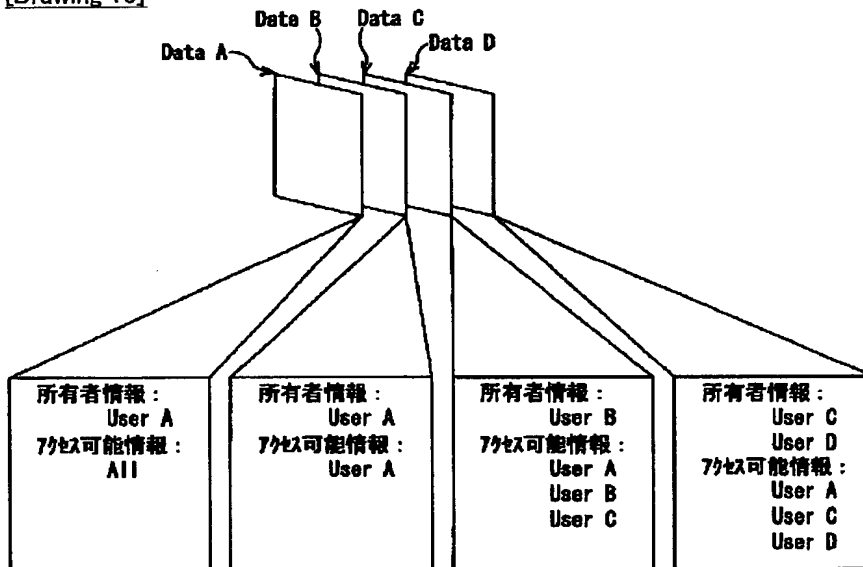 Data B Data C
Data A Data D
所有者情報:
User A
アクセス可能情報:
All
所有者情報:
User A
アクセス可能情報:
User A
所有者情報:
User B
アクセス可能情報:
User A
User B
User C
所有者情報:
User C
User D
アクセス可能情報:
User A
User C
User D